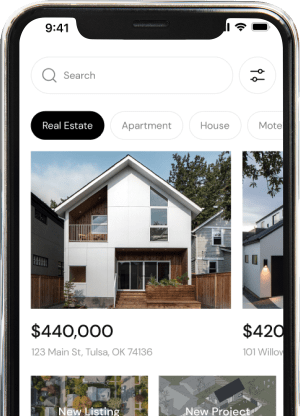 9:41
Search
Real Estate Apartment House Mote
$440,000 $420
123 Main St, Tulsa, OK 74136 101 Willow
New Listing New Project